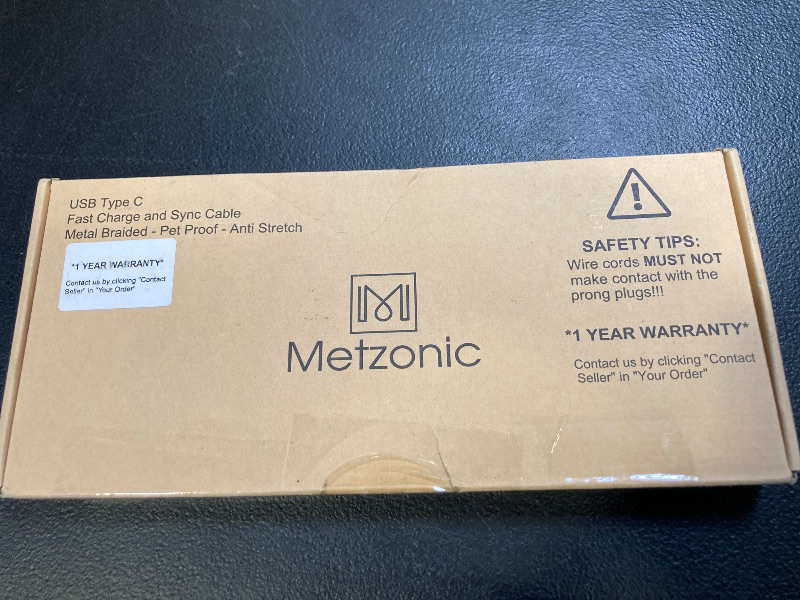 USB Type C
Fast Charge and Sync Cable
Metal Braided - Pet Proof - Anti Stretch
*1 YEAR WARRANTY*
Contact us by clicking "Contact
Seller" in "Your Order"
Metzonic
SAFETY TIPS:
Wire cords MUST NOT
make contact with the
prong plugs!!!
*1 YEAR WARRANTY*
Contact us by clicking "Contact
Seller" in "Your Order"